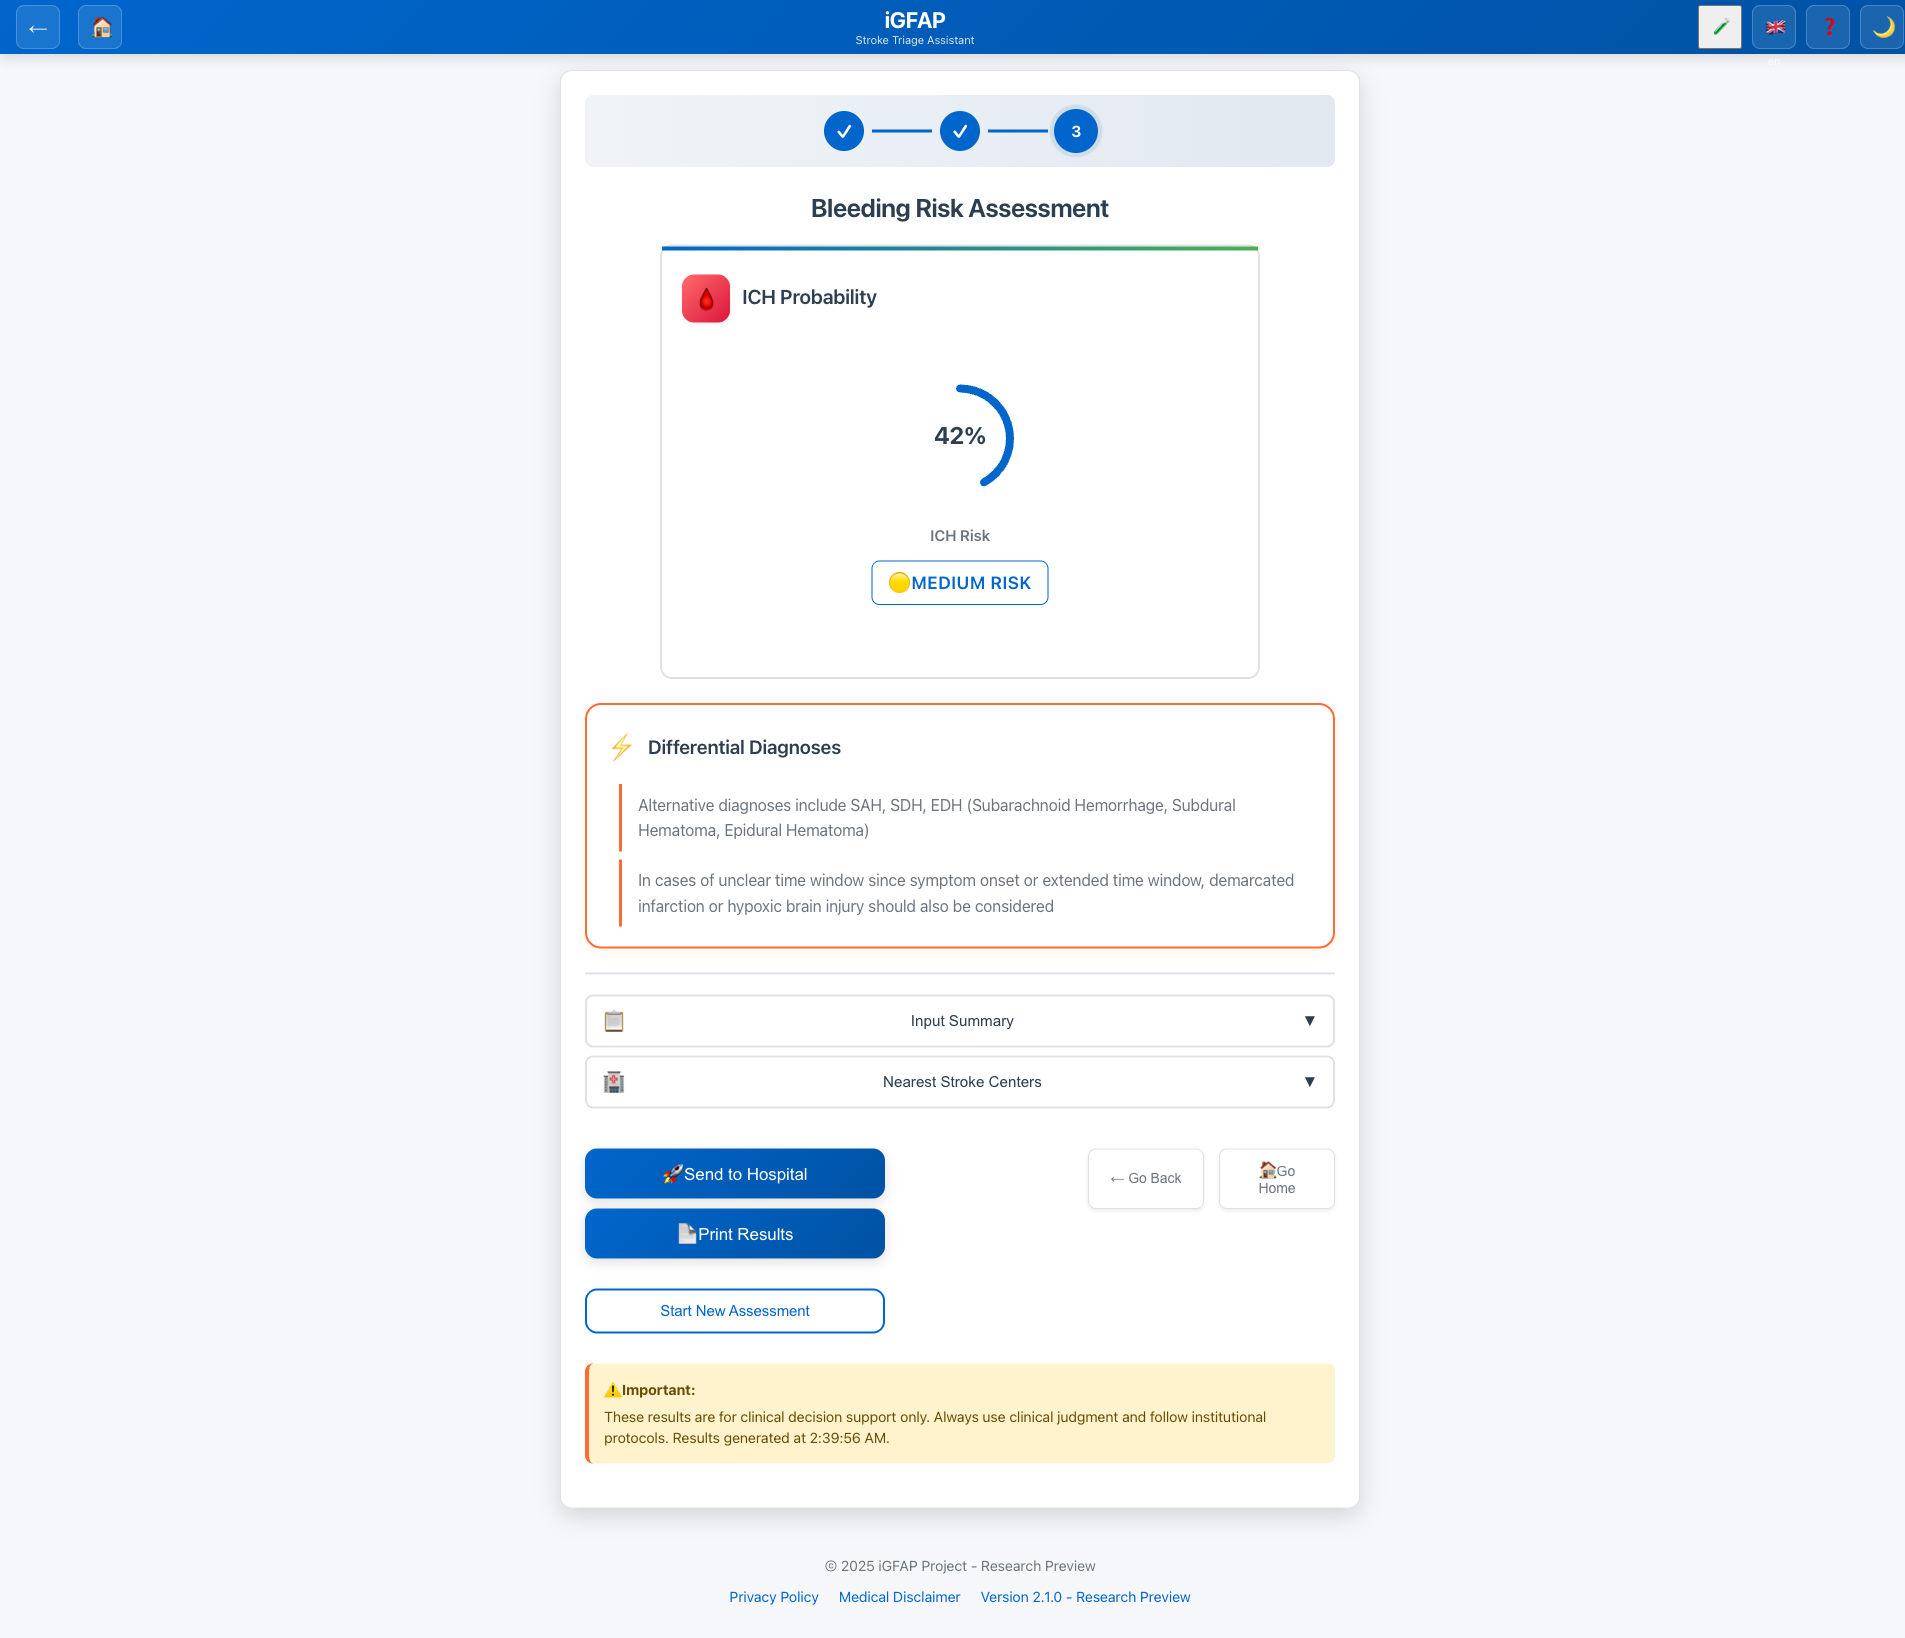 ←
iGFAP
Stroke Triage Assistant
3
Bleeding Risk Assessment
ICH Probability
42%
ICH Risk
MEDIUM RISK
Differential Diagnoses
Alternative diagnoses include SAH, SDH, EDH (Subarachnoid Hemorrhage, Subdural
Hematoma, Epidural Hematoma)
In cases of unclear time window since symptom onset or extended time window, demarcated
infarction or hypoxic brain injury should also be considered
Input Summary ▼
Nearest Stroke Centers ▼
Send to Hospital
Print Results
← Go Back
Go
Home
Start New Assessment
⚠️Important:
These results are for clinical decision support only. Always use clinical judgment and follow institutional
protocols. Results generated at 2:39:56 AM.
© 2025 iGFAP Project - Research Preview
Privacy Policy Medical Disclaimer Version 2.1.0 - Research Preview